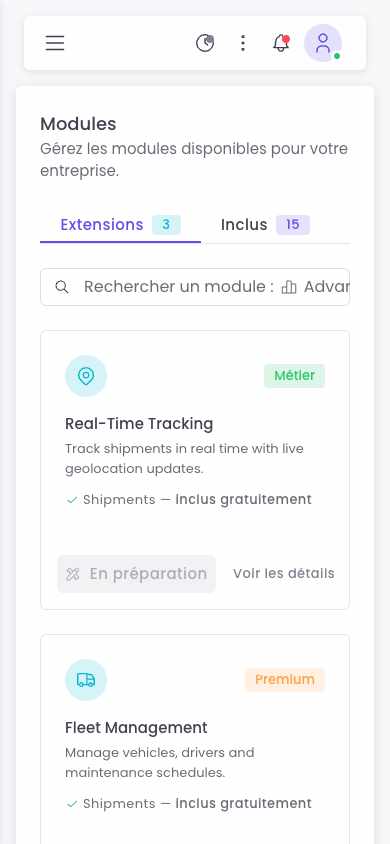 Modules
Gérez les modules disponibles pour votre
entreprise.
Extensions 3 Inclus 15
Rechercher un module : Advar
Métier
Real-Time Tracking
Track shipments in real time with live
geolocation updates.
Shipments — inclus gratuitement
En préparation Voir les détails
Premium
Fleet Management
Manage vehicles, drivers and
maintenance schedules.
Shipments — inclus gratuitement